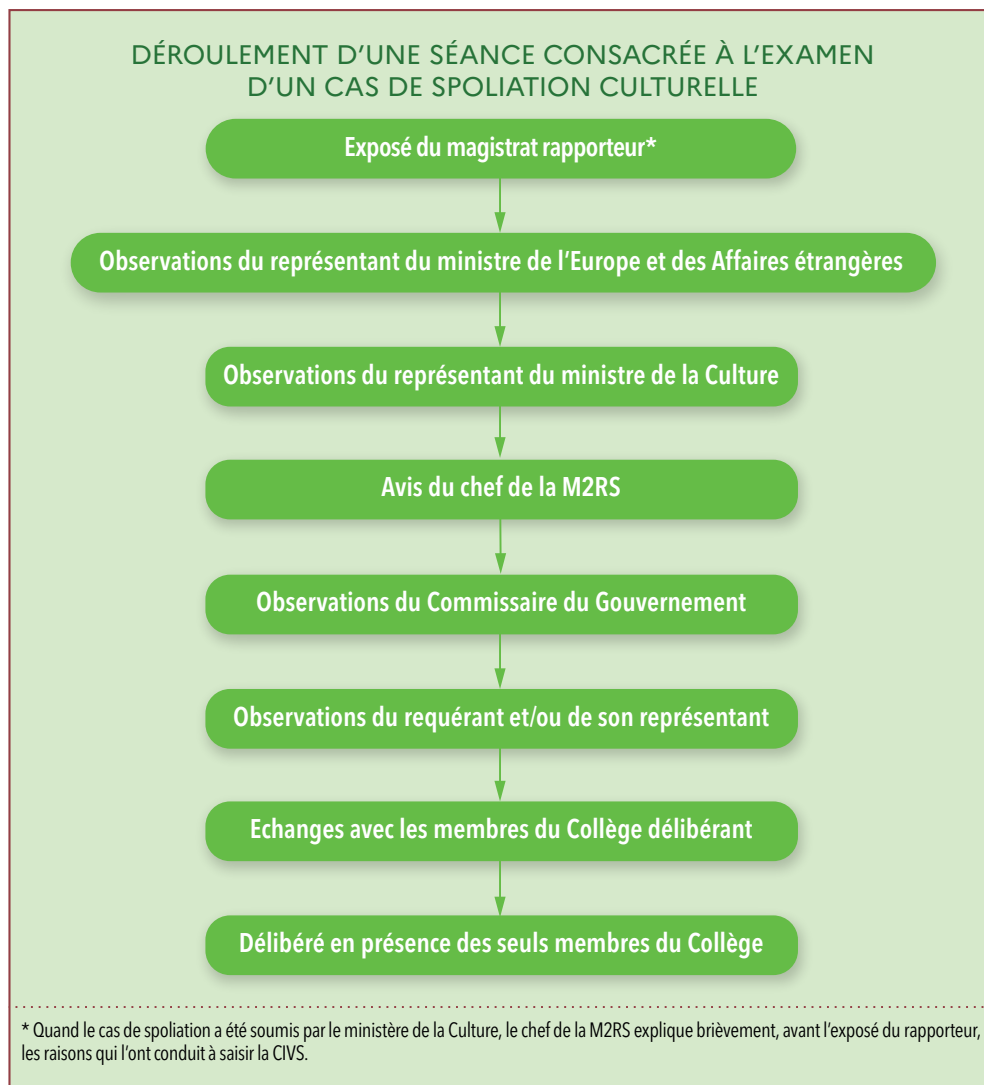 DÉROULEMENT D’UNE SÉANCE CONSACRÉE À L’EXAMEN
D’UN CAS DE SPOLIATION CULTURELLE
Exposé du magistrat rapporteur*
Observations du représentant du ministre de l’Europe et des Affaires étrangères
Observations du représentant du ministre de la Culture
Avis du chef de la M2RS
Observations du Commissaire du Gouvernement
Observations du requérant et/ou de son représentant
Echanges avec les membres du Collège délibérant
Délibéré en présence des seuls membres du Collège
* Quand le cas de spoliation a été soumis par le ministère de la Culture, le chef de la M2RS explique brièvement, avant l’exposé du rapporteur,
les raisons qui l’ont conduit à saisir la CIVS.